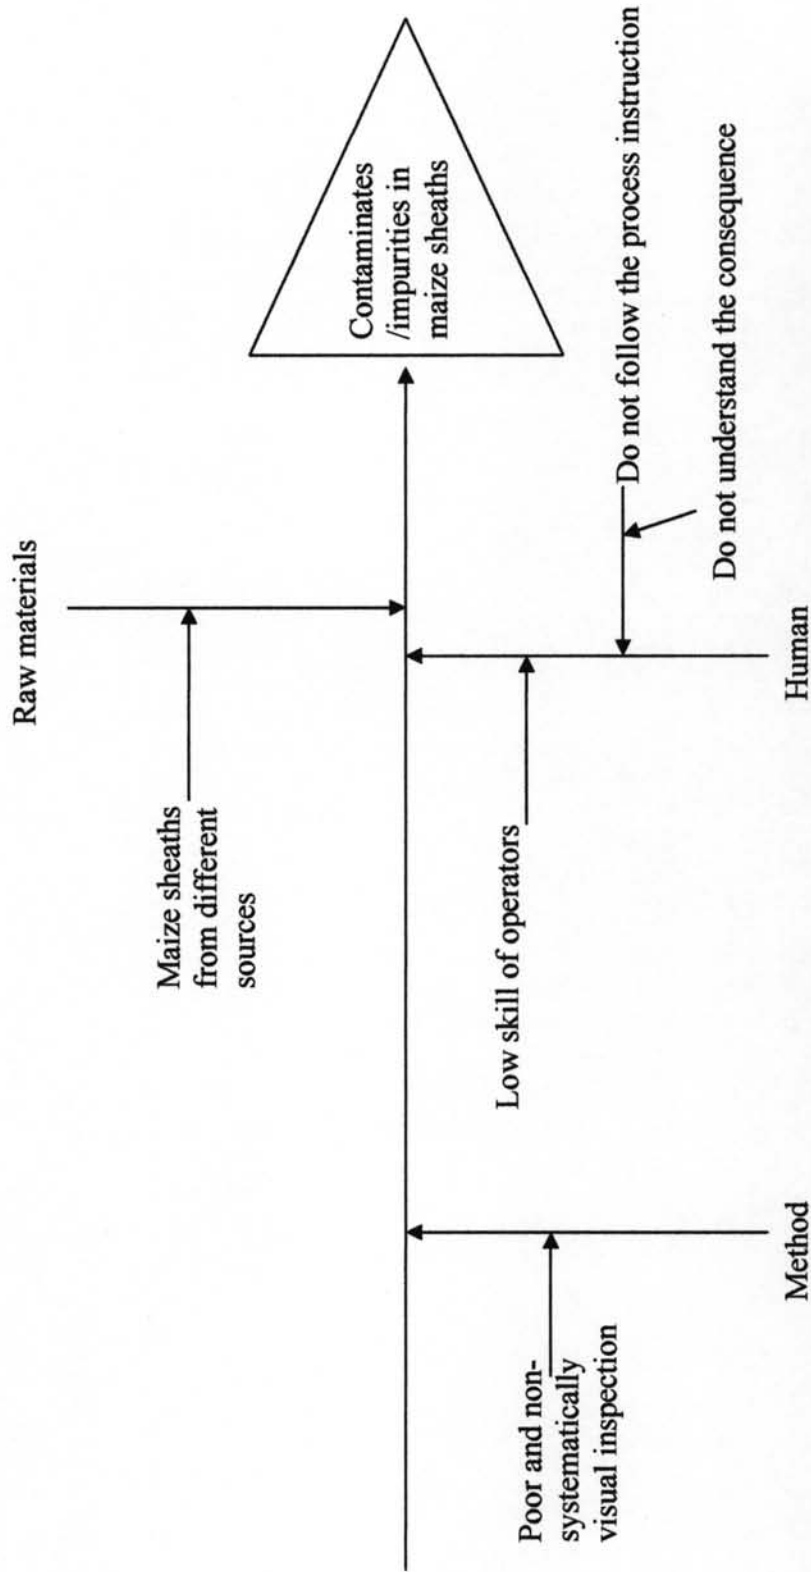 Raw materials
Maize sheaths
from different
sources
Contaminates
/impurities in
maize sheaths
Low skill of operators
Do not follow the process instruction
Do not understand the consequence
Poor and non-
systematically
visual inspection
Method
Human